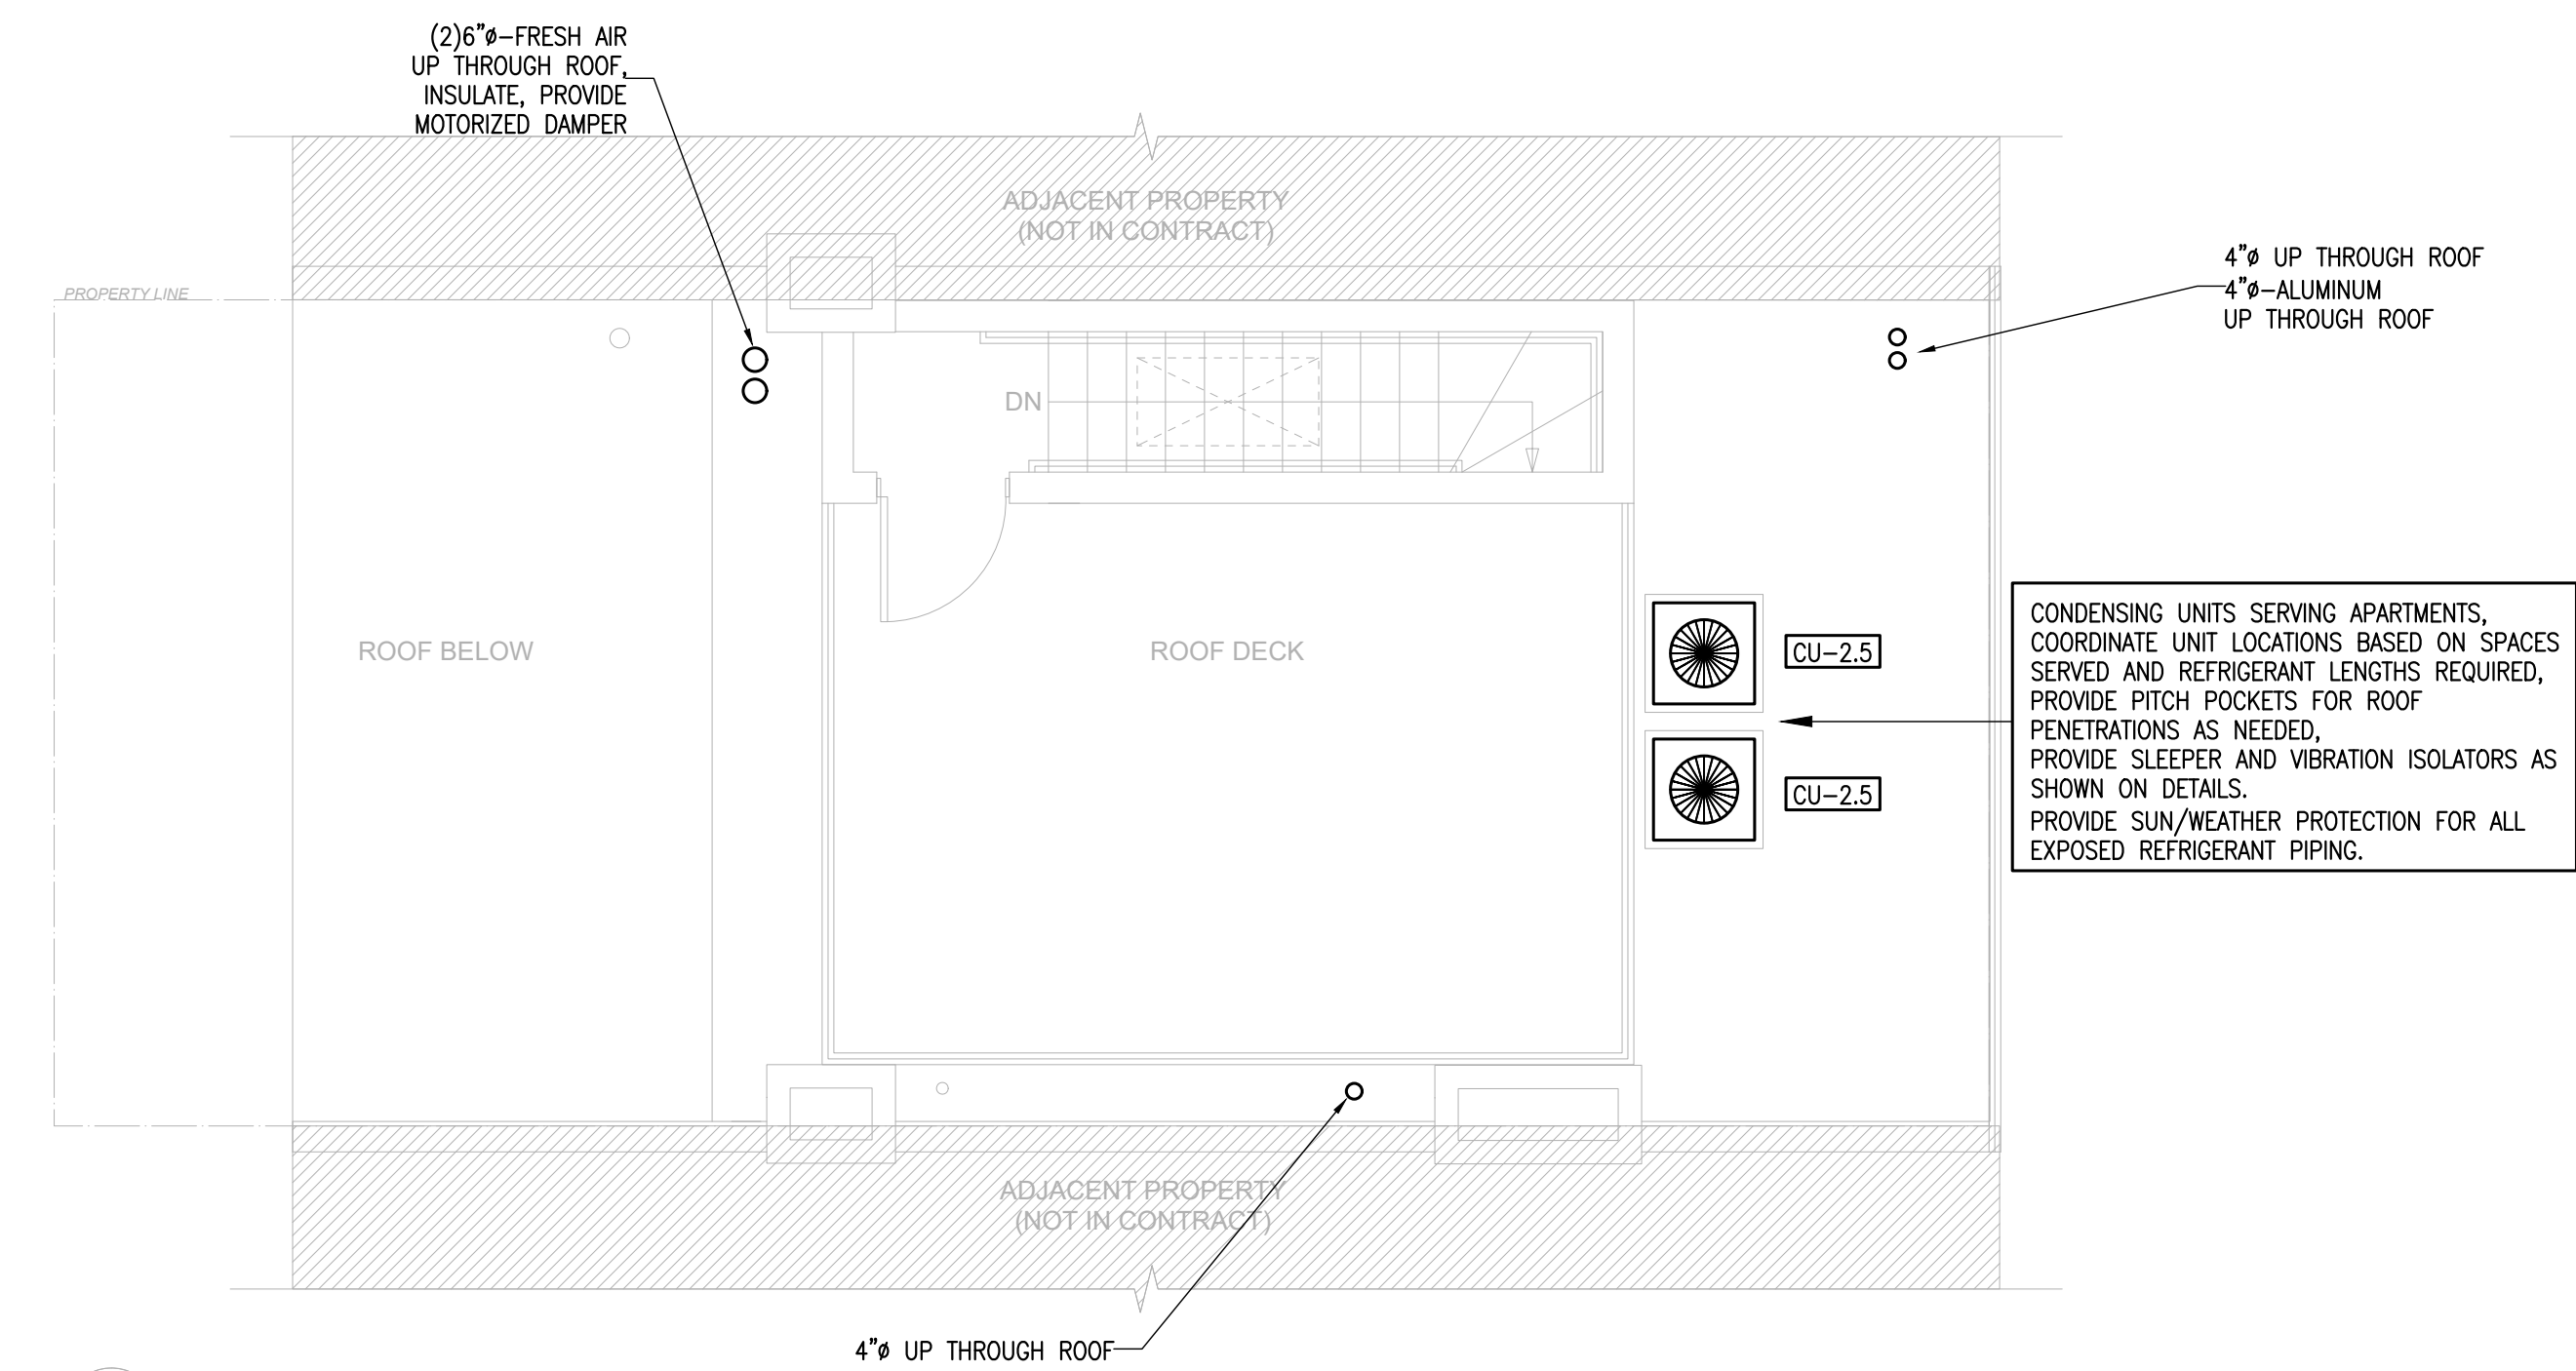 (2)6"ø-FRESH AIR
UP THROUGH ROOF,
INSULATE, PROVIDE
MOTORIZED DAMPER
ADJACENT PROPERTY
(NOT IN CONTRACT)
4"ø UP THROUGH ROOF
4"ø-ALUMINUM
UP THROUGH ROOF
PROPERTY LINE
DN
ROOF BELOW
ROOF DECK
CU-2.5
CU-2.5
CONDENSING UNITS SERVING APARTMENTS,
COORDINATE UNIT LOCATIONS BASED ON SPACES
SERVED AND REFRIGERANT LENGTHS REQUIRED,
PROVIDE PITCH POCKETS FOR ROOF
PENETRATIONS AS NEEDED,
PROVIDE SLEEPER AND VIBRATION ISOLATORS AS
SHOWN ON DETAILS.
PROVIDE SUN/WEATHER PROTECTION FOR ALL
EXPOSED REFRIGERANT PIPING.
ADJACENT PROPERTY
(NOT IN CONTRACT)
4"ø UP THROUGH ROOF